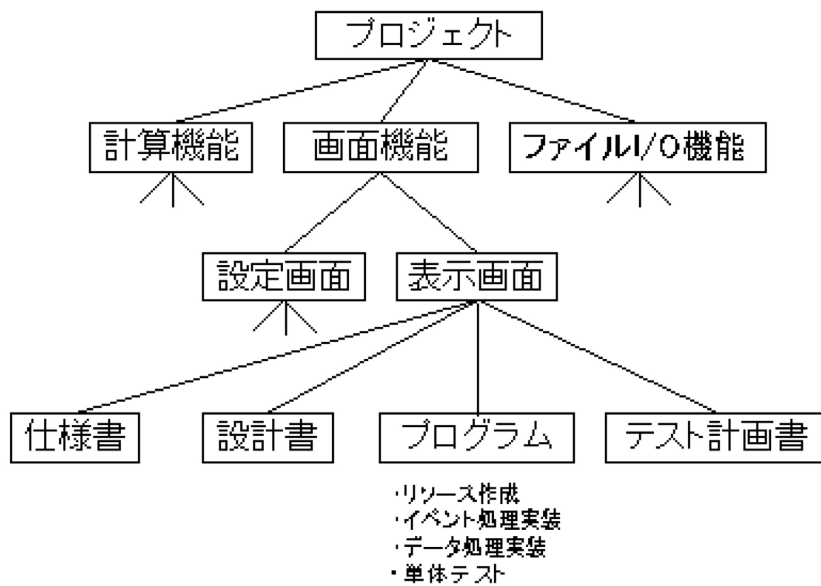 プロジェクト
計算機能
画面機能
ファイルI/O機能
設定画面
表示画面
仕様書
設計書
プログラム
テスト計画書
・リソース作成
・イベント処理実装
・データ処理実装
・単体テスト